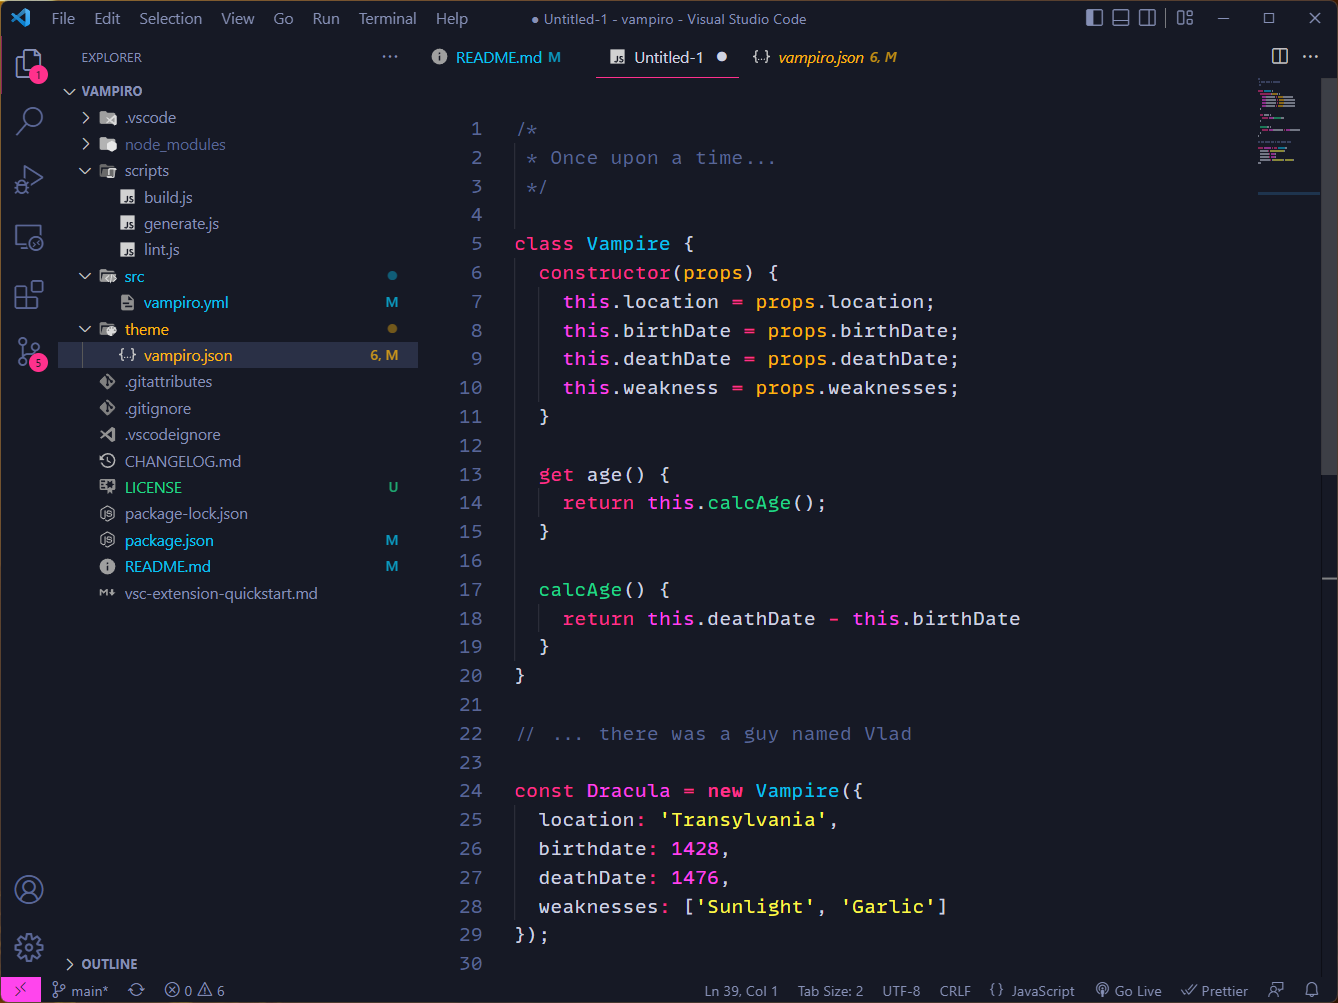 File Edit Selection View Go Run Terminal Help ● Untitled-1 - vampiro - Visual Studio Code
EXPLORER ···
README.md M
Untitled-1 ●
{..} vampiro.json 6, M
···
1
5
VAMPIRO
.vscode
node_modules
scripts
JS build.js
JS generate.js
JS lint.js
src
vampiro.yml M
theme
{..} vampiro.json 6, M
.gitattributes
.gitignore
.vscodeignore
CHANGELOG.md
LICENSE U
package-lock.json
package.json M
README.md M
vsc-extension-quickstart.md
OUTLINE
1 /*
2  * Once upon a time...
3  */
4
5 class Vampire {
6   constructor(props) {
7     this.location = props.location;
8     this.birthDate = props.birthDate;
9     this.deathDate = props.deathDate;
10     this.weakness = props.weaknesses;
11   }
12
13   get age() {
14     return this.calcAge();
15   }
16
17   calcAge() {
18     return this.deathDate - this.birthDate
19   }
20 }
21
22 // ... there was a guy named Vlad
23
24 const Dracula = new Vampire({
25   location: 'Transylvania',
26   birthdate: 1428,
27   deathDate: 1476,
28   weaknesses: ['Sunlight', 'Garlic']
29 });
30
main* 0 6 Ln 39, Col 1 Tab Size: 2 UTF-8 CRLF {} JavaScript Go Live Prettier